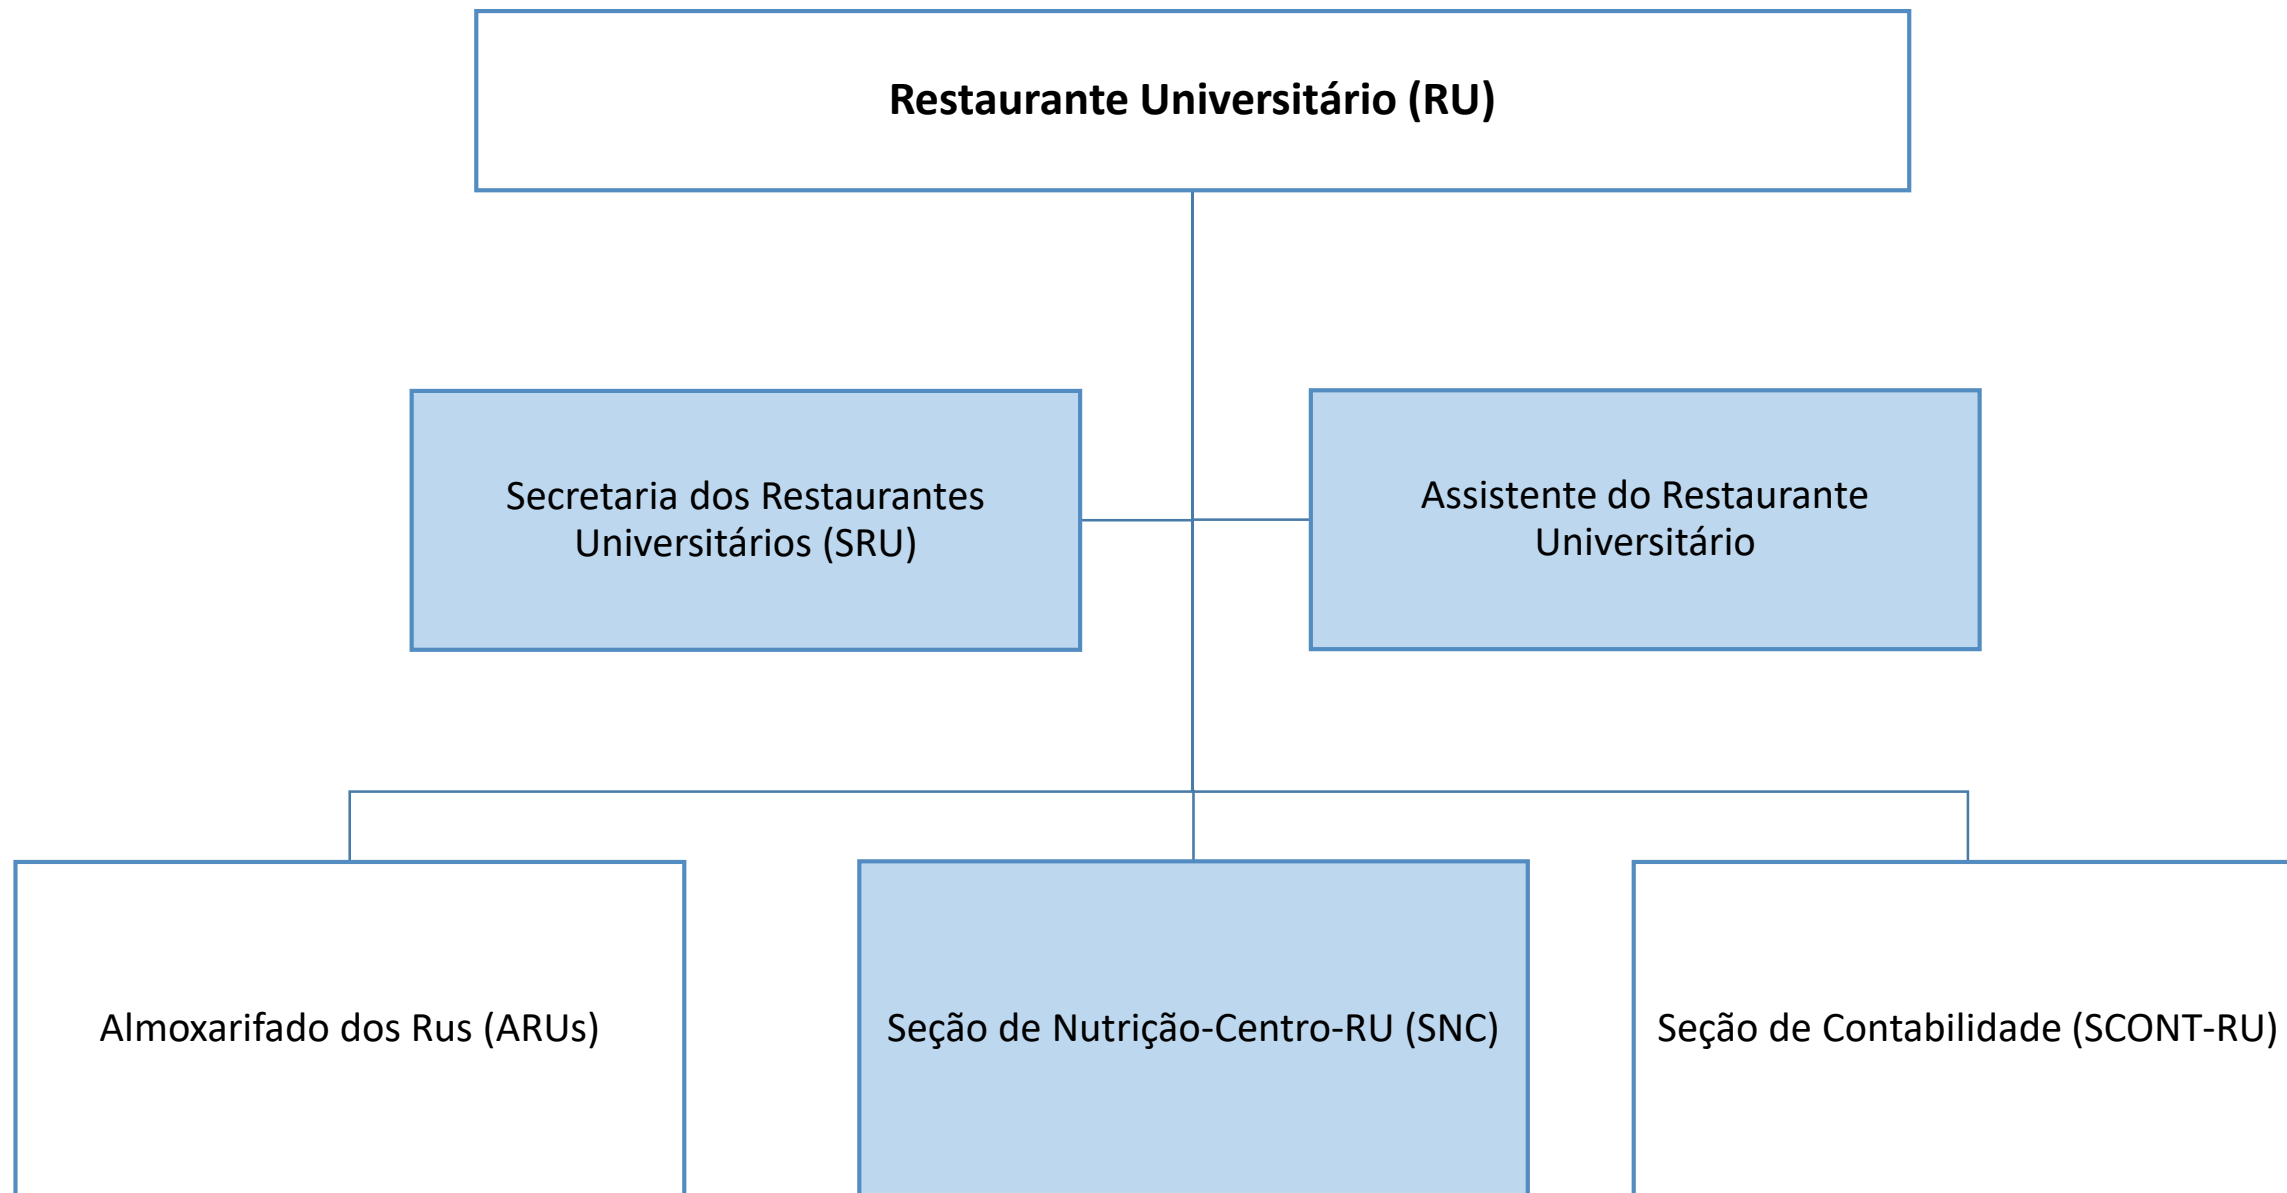 Restaurante Universitário (RU)
Secretaria dos Restaurantes
Universitários (SRU)
Assistente do Restaurante
Universitário
Almoxarifado dos Rus (ARUs)
Seção de Nutrição-Centro-RU (SNC)
Seção de Contabilidade (SCONT-RU)